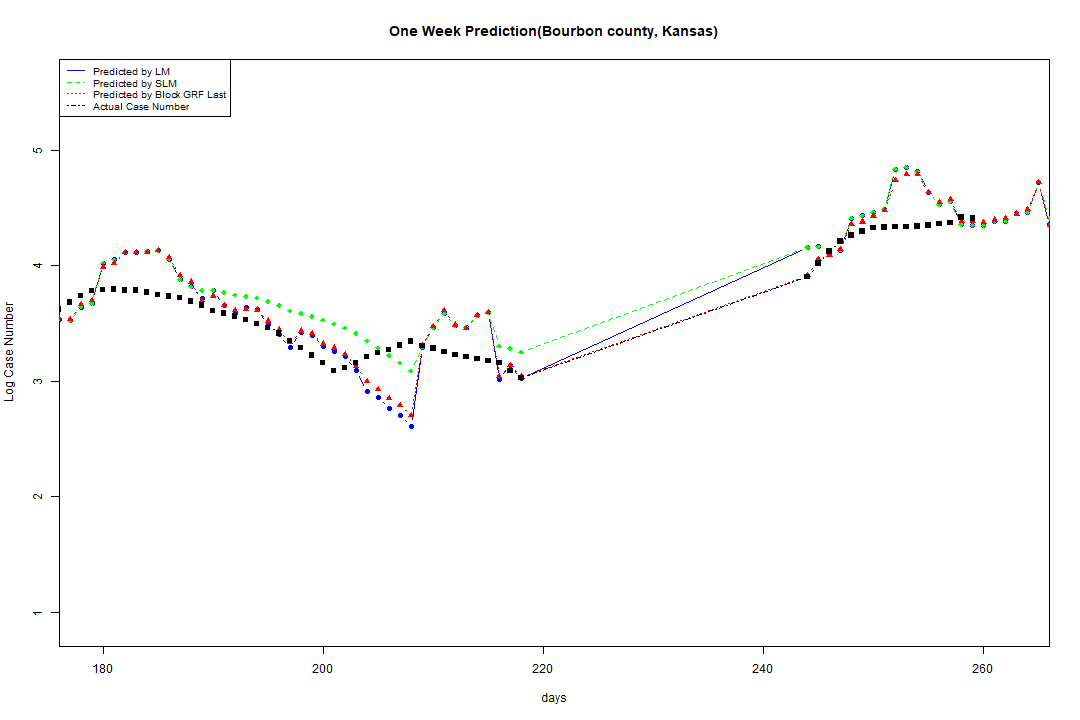 One Week Prediction(Bourbon county, Kansas)
Predicted by LM
Predicted by SLM
Predicted by Block GRF Last
Actual Case Number
5
4
3
2
1
Log Case Number
180 200 220 240 260
days